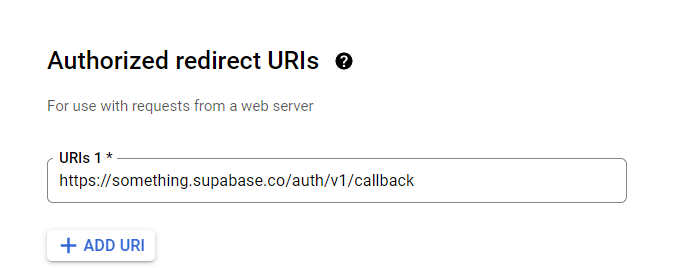 Authorized redirect URIs ?
For use with requests from a web server
URIs 1 *
https://something.supabase.co/auth/v1/callback
+ ADD URI